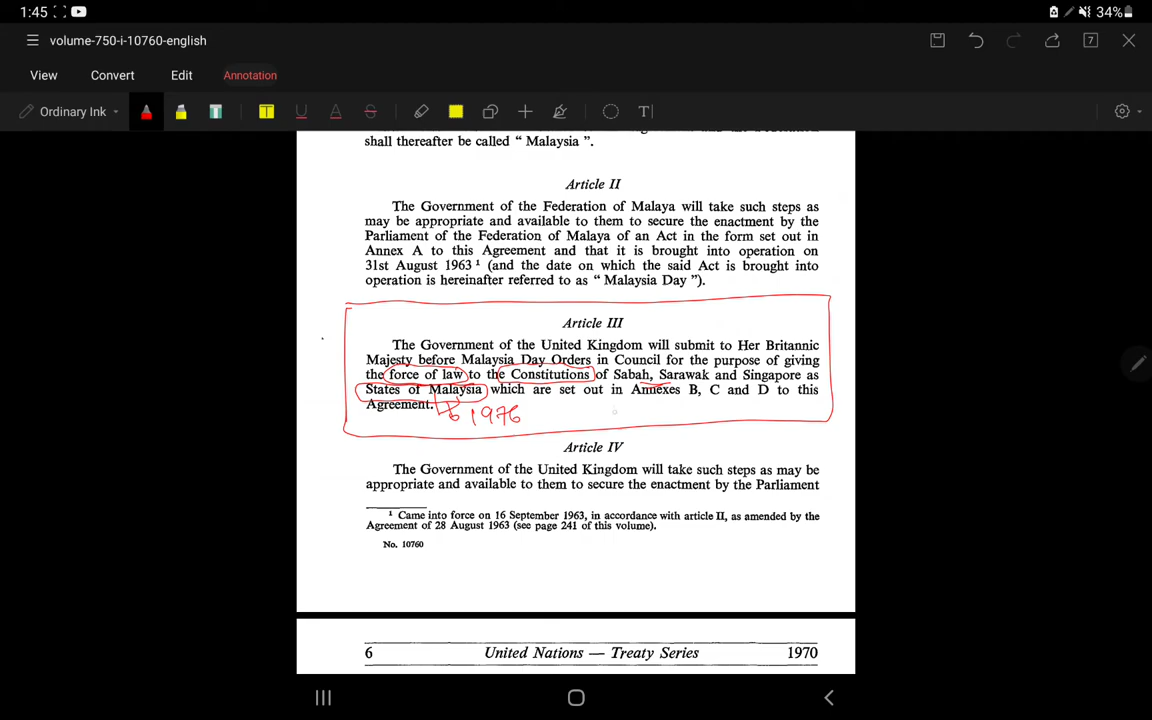 1:45
34%
volume-750-i-10760-english
7
View
Convert
Edit
Annotation
Ordinary Ink
T
U
A
S
T
shall thereafter be called “ Malaysia ”.
Article II
The Government of the Federation of Malaya will take such steps as
may be appropriate and available to them to secure the enactment by the
Parliament of the Federation of Malaya of an Act in the form set out in
Annex A to this Agreement and that it is brought into operation on
31st August 1963 ¹ (and the date on which the said Act is brought into
operation is hereinafter referred to as “ Malaysia Day ”).
Article III
The Government of the United Kingdom will submit to Her Britannic
Majesty before Malaysia Day Orders in Council for the purpose of giving
the force of law to the Constitutions of Sabah, Sarawak and Singapore as
States of Malaysia which are set out in Annexes B, C and D to this
Agreement.
1976
Article IV
The Government of the United Kingdom will take such steps as may be
appropriate and available to them to secure the enactment by the Parliament
¹ Came into force on 16 September 1963, in accordance with article II, as amended by the
Agreement of 28 August 1963 (see page 241 of this volume).
No. 10760
6 United Nations — Treaty Series 1970